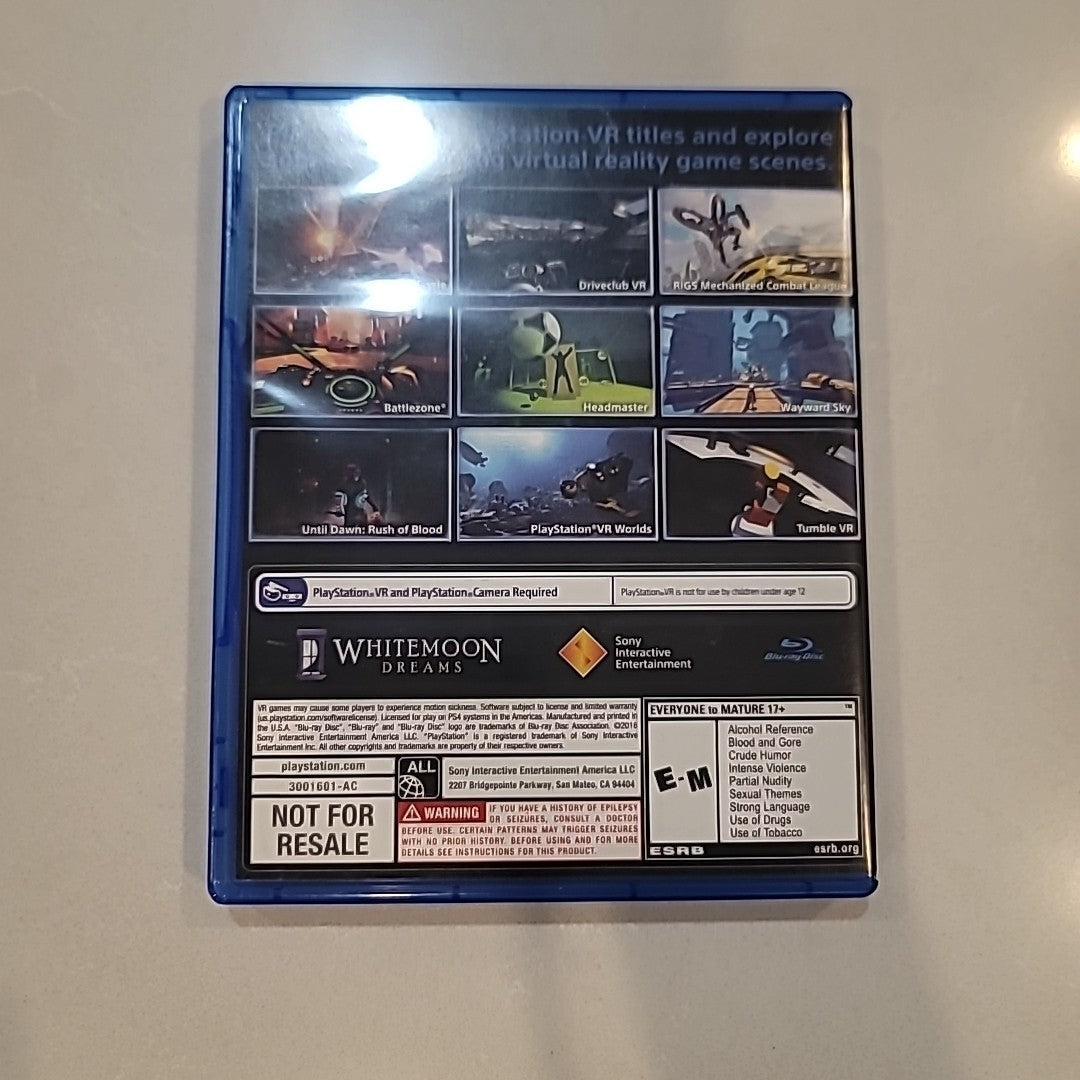 Station VR titles and explore
virtual reality game scenes.
Driveclub VR
RIGS Mechanized Combat League
Battlezone®
Headmaster
Wayward Sky
Until Dawn: Rush of Blood
PlayStation®VR Worlds
Tumble VR
PlayStation®VR and PlayStation®Camera Required
PlayStation®VR is not for use by children under age 12
WHITEMOON
DREAMS
Sony
Interactive
Entertainment
Blu-ray Disc
VR games may cause some players to experience motion sickness. Software subject to license and limited warranty
(us.playstation.com/softwarelicense). Licensed for play on PS4 systems in the Americas. Manufactured and printed in
the U.S.A. "Blu-ray Disc", "Blu-ray" and "Blu-ray Disc" logo are trademarks of Blu-ray Disc Association. ©2016
Sony Interactive Entertainment America LLC. "PlayStation" is a registered trademark of Sony Interactive
Entertainment Inc. All other copyrights and trademarks are property of their respective owners.
playstation.com
3001601-AC
NOT FOR
RESALE
ALL
Sony Interactive Entertainment America LLC
2207 Bridgepointe Parkway, San Mateo, CA 94404
WARNING IF YOU HAVE A HISTORY OF EPILEPSY
OR SEIZURES, CONSULT A DOCTOR
BEFORE USE. CERTAIN PATTERNS MAY TRIGGER SEIZURES
WITH NO PRIOR HISTORY. BEFORE USING AND FOR MORE
DETAILS SEE INSTRUCTIONS FOR THIS PRODUCT.
EVERYONE to MATURE 17+ ™
E-M
Alcohol Reference
Blood and Gore
Crude Humor
Intense Violence
Partial Nudity
Sexual Themes
Strong Language
Use of Drugs
Use of Tobacco
ESRB
esrb.org